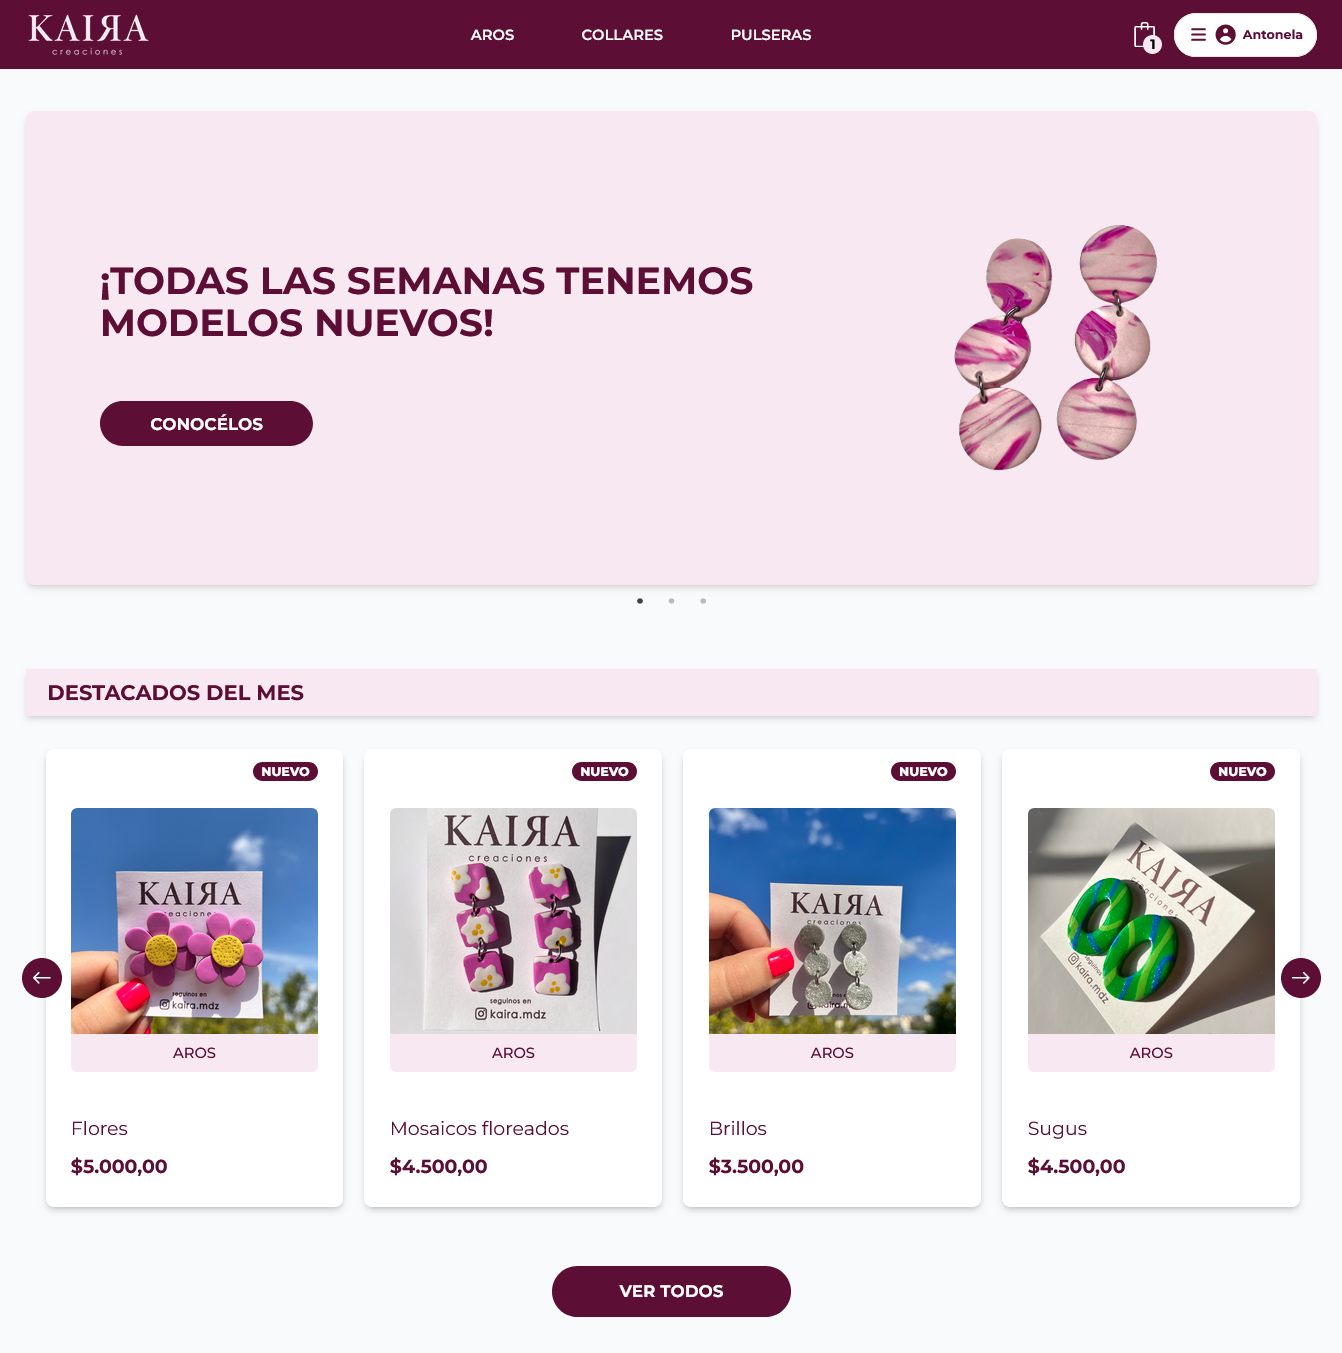 KAIЯA
creaciones
AROS
COLLARES
PULSERAS
1
Antonela
¡TODAS LAS SEMANAS TENEMOS
MODELOS NUEVOS!
CONOCÉLOS
DESTACADOS DEL MES
NUEVO
KAIЯA
creaciones
seguinos en
kaira.mdz
AROS
Flores
$5.000,00
NUEVO
KAIЯA
creaciones
seguinos en
kaira.mdz
AROS
Mosaicos floreados
$4.500,00
NUEVO
KAIЯA
creaciones
AROS
Brillos
$3.500,00
NUEVO
KAIЯA
creaciones
seguinos
kaira.mdz
AROS
Sugus
$4.500,00
VER TODOS